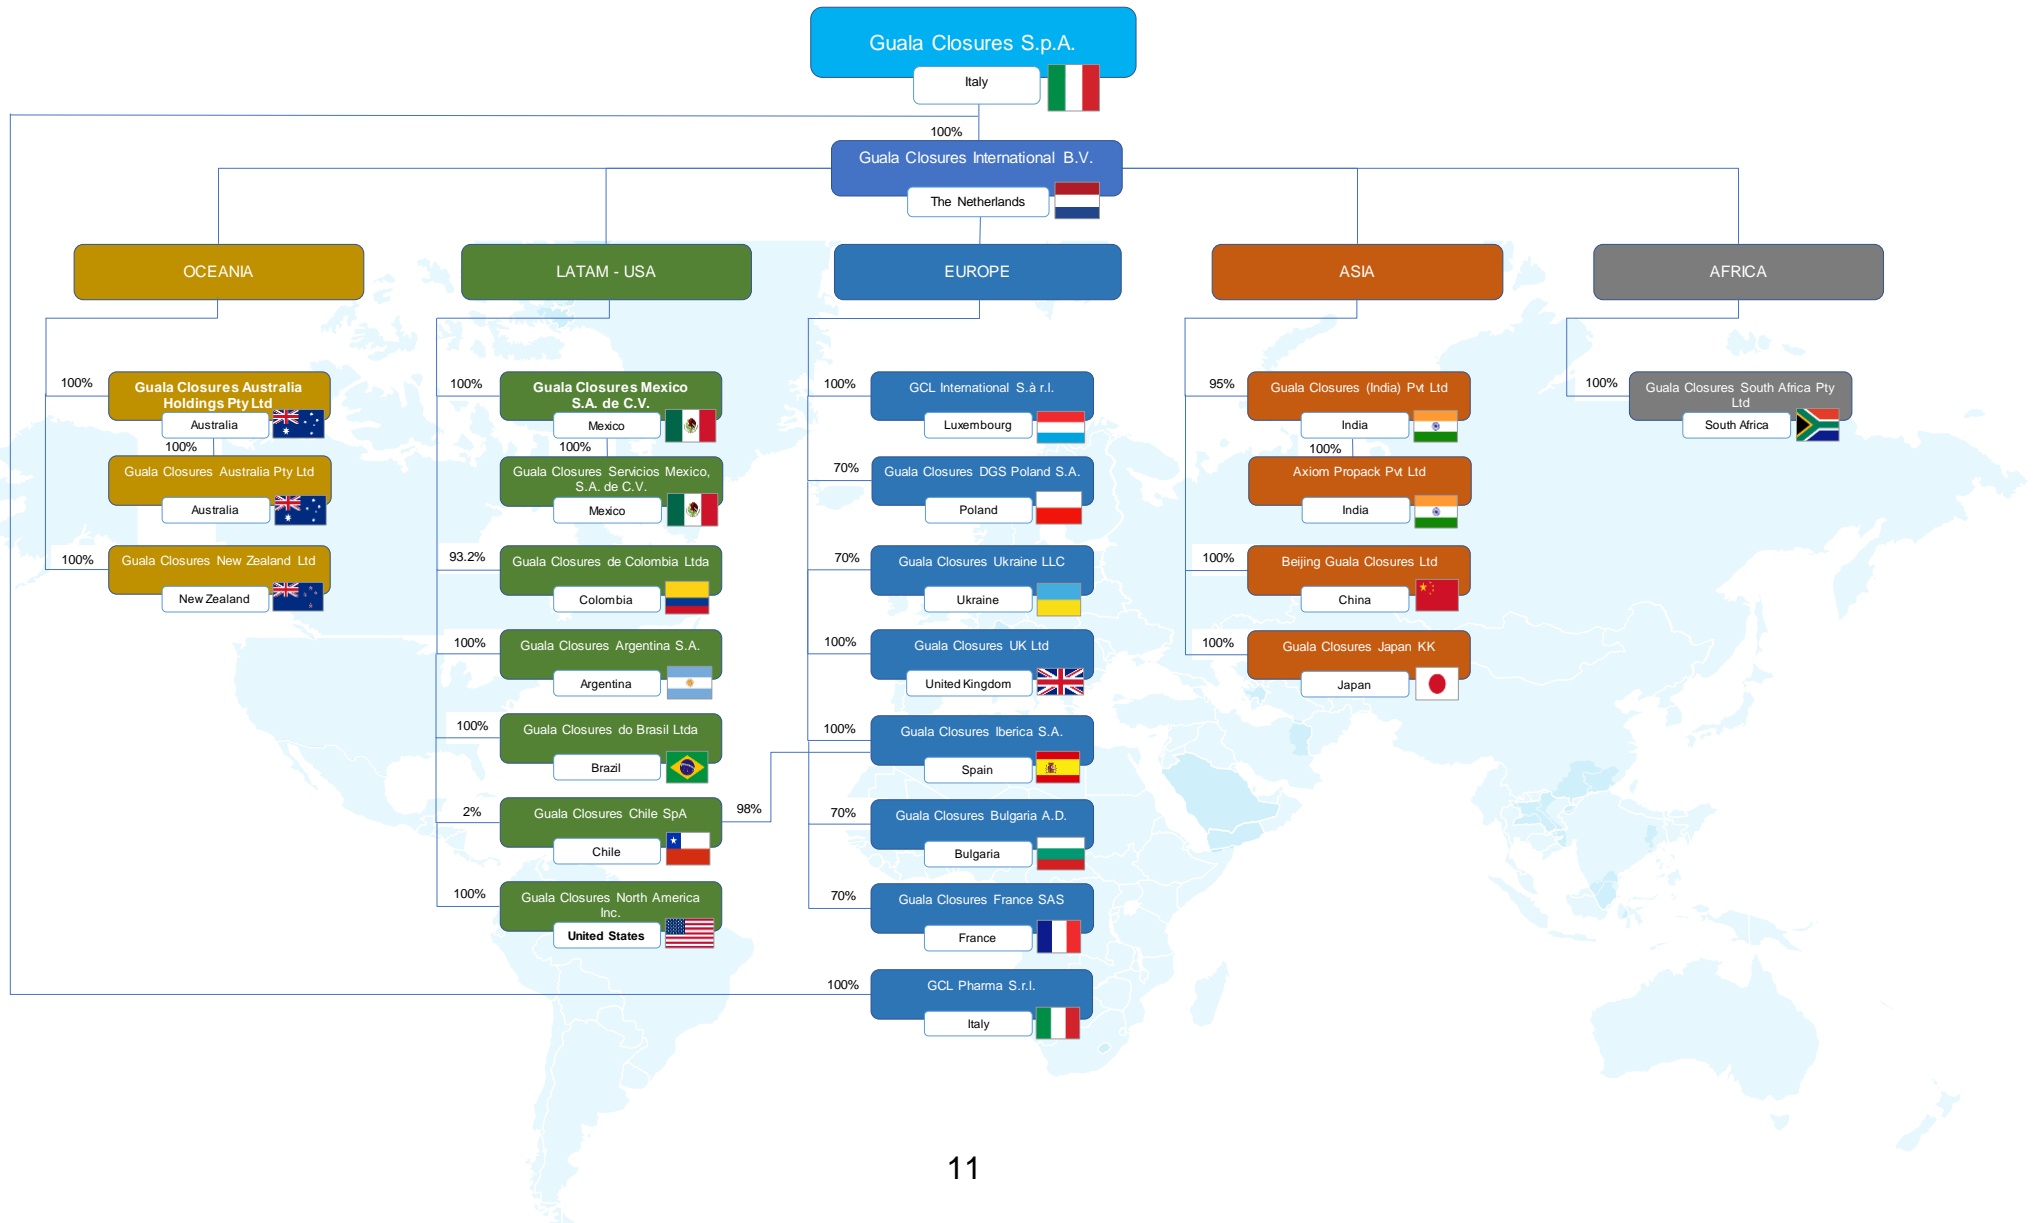 Guala Closures S.p.A.
Italy
100%
Guala Closures International B.V.
The Netherlands
OCEANIA
LATAM - USA
EUROPE
ASIA
AFRICA
100%
Guala Closures Australia
Holdings Pty Ltd
Australia
100%
Guala Closures Australia Pty Ltd
Australia
100%
Guala Closures New Zealand Ltd
New Zealand
100%
Guala Closures Mexico
S.A. de C.V.
Mexico
100%
Guala Closures Servicios Mexico,
S.A. de C.V.
Mexico
93.2%
Guala Closures de Colombia Ltda
Colombia
100%
Guala Closures Argentina S.A.
Argentina
100%
Guala Closures do Brasil Ltda
Brazil
2%
Guala Closures Chile SpA
98%
Chile
100%
Guala Closures North America
Inc.
United States
100%
GCL International S.à r.l.
Luxembourg
70%
Guala Closures DGS Poland S.A.
Poland
70%
Guala Closures Ukraine LLC
Ukraine
100%
Guala Closures UK Ltd
United Kingdom
100%
Guala Closures Iberica S.A.
Spain
70%
Guala Closures Bulgaria A.D.
Bulgaria
70%
Guala Closures France SAS
France
100%
GCL Pharma S.r.l.
Italy
95%
Guala Closures (India) Pvt Ltd
India
100%
Axiom Propack Pvt Ltd
India
100%
Beijing Guala Closures Ltd
China
100%
Guala Closures Japan KK
Japan
100%
Guala Closures South Africa Pty
Ltd
South Africa
11